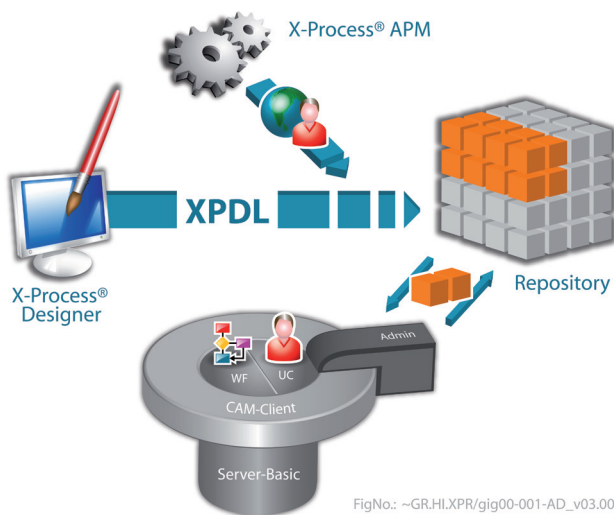 X-Process® APM
XPDL
X-Process®
Designer
Repository
Admin
WF
UC
CAM-Client
Server-Basic
FigNo.: ~GR.HI.XPR/gig00-001-AD_v03.00